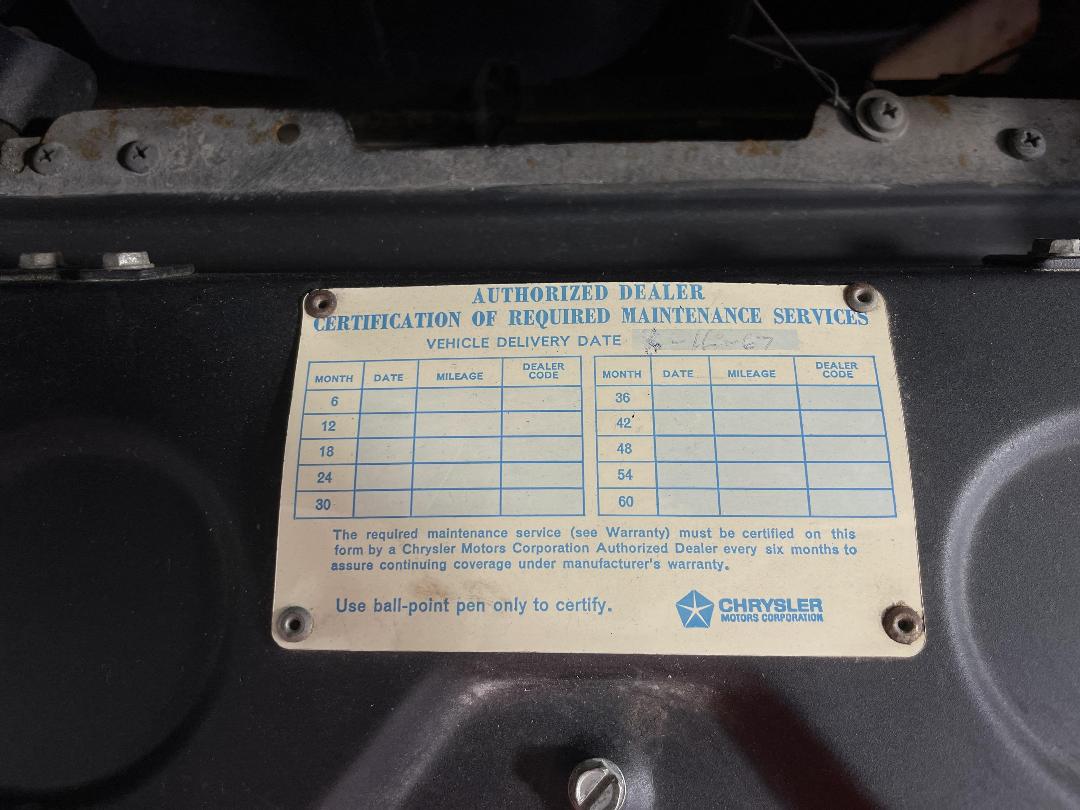 AUTHORIZED DEALER
CERTIFICATION OF REQUIRED MAINTENANCE SERVICES
VEHICLE DELIVERY DATE
MONTH DATE MILEAGE DEALER CODE MONTH DATE MILEAGE DEALER CODE
6 36
12 42
18 48
24 54
30 60
The required maintenance service (see Warranty) must be certified on this
form by a Chrysler Motors Corporation Authorized Dealer every six months to
assure continuing coverage under manufacturer's warranty.
Use ball-point pen only to certify.
CHRYSLER
MOTORS CORPORATION